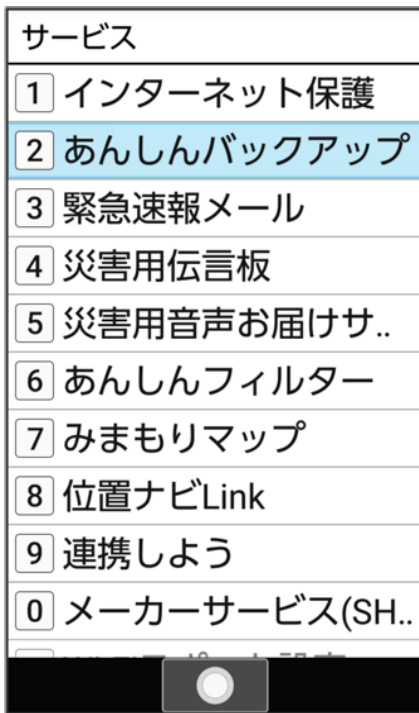 サービス
1 インターネット保護
2 あんしんバックアップ
3 緊急速報メール
4 災害用伝言板
5 災害用音声お届けサ..
6 あんしんフィルター
7 みまもりマップ
8 位置ナビLink
9 連携しよう
0 メーカーサービス(SH..